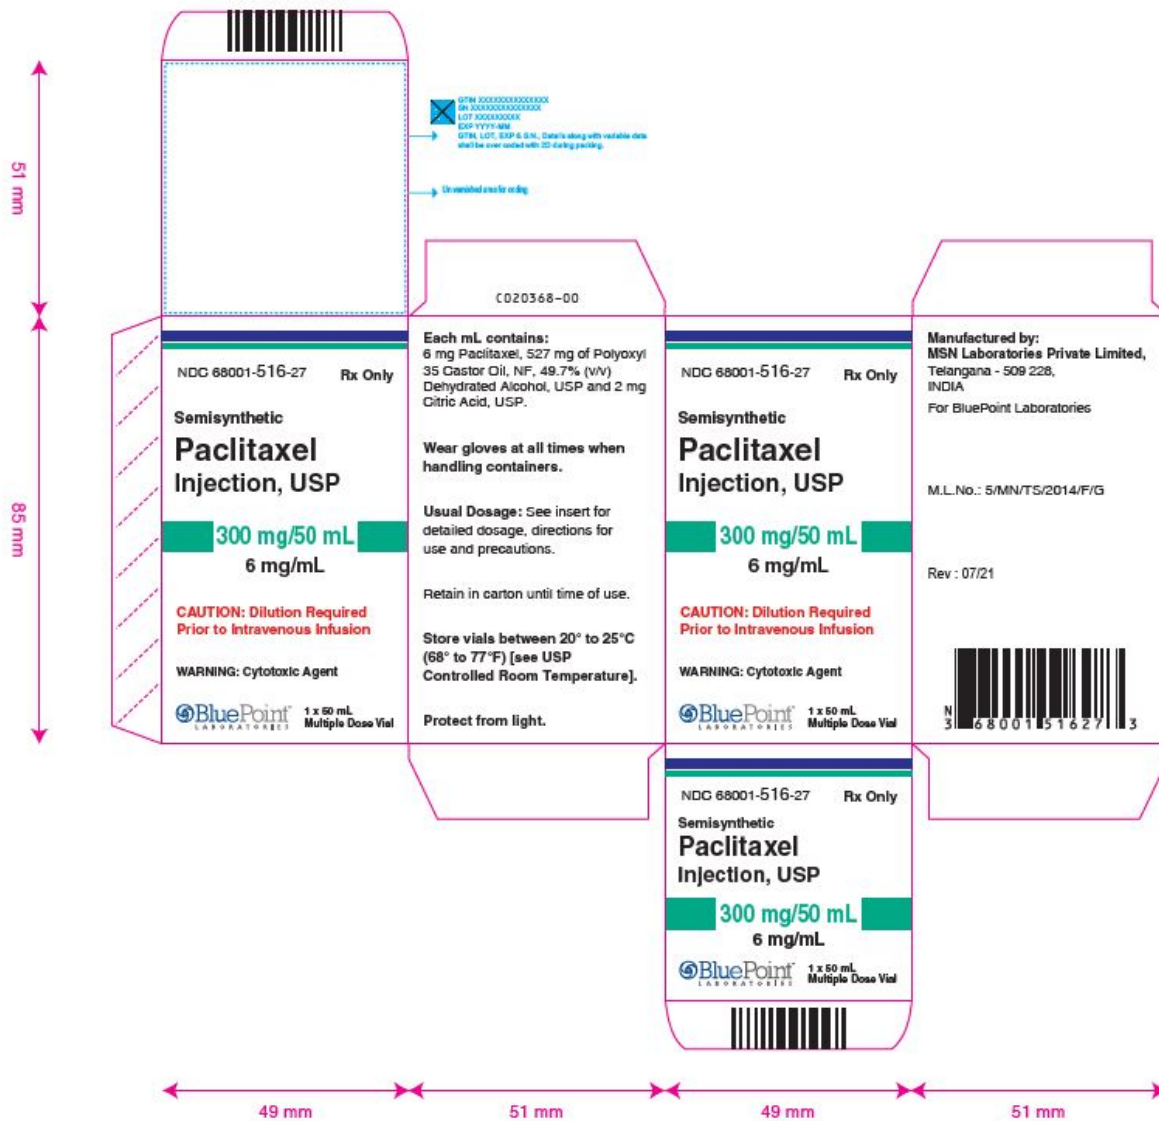 GTIN XXXXXXXXXXXXXX
SN XXXXXXXXXXXXXX
LOT XXXXXXXXX
EXP YYYY-MM
GTIN, LOT, EXP & S.N., Details along with variable data
shall be over coded with 2D during packing.
Unvarnished area for coding
51 mm
85 mm
C020368-00
NDC 68001-516-27 Rx Only
Semisynthetic
Paclitaxel
Injection, USP
300 mg/50 mL
6 mg/mL
CAUTION: Dilution Required
Prior to Intravenous Infusion
WARNING: Cytotoxic Agent
BluePoint
LABORATORIES
1 x 50 mL
Multiple Dose Vial
Each mL contains:
6 mg Paclitaxel, 527 mg of Polyoxyl
35 Castor Oil, NF, 49.7% (v/v)
Dehydrated Alcohol, USP and 2 mg
Citric Acid, USP.
Wear gloves at all times when
handling containers.
Usual Dosage: See insert for
detailed dosage, directions for
use and precautions.
Retain in carton until time of use.
Store vials between 20° to 25°C
(68° to 77°F) [see USP
Controlled Room Temperature].
Protect from light.
NDC 68001-516-27 Rx Only
Semisynthetic
Paclitaxel
Injection, USP
300 mg/50 mL
6 mg/mL
CAUTION: Dilution Required
Prior to Intravenous Infusion
WARNING: Cytotoxic Agent
BluePoint
LABORATORIES
1 x 50 mL
Multiple Dose Vial
Manufactured by:
MSN Laboratories Private Limited,
Telangana - 509 228,
INDIA
For BluePoint Laboratories
M.L.No.: 5/MN/TS/2014/F/G
Rev : 07/21
N
3 68001 51627 3
NDC 68001-516-27 Rx Only
Semisynthetic
Paclitaxel
Injection, USP
300 mg/50 mL
6 mg/mL
BluePoint
LABORATORIES
1 x 50 mL
Multiple Dose Vial
49 mm
51 mm
49 mm
51 mm